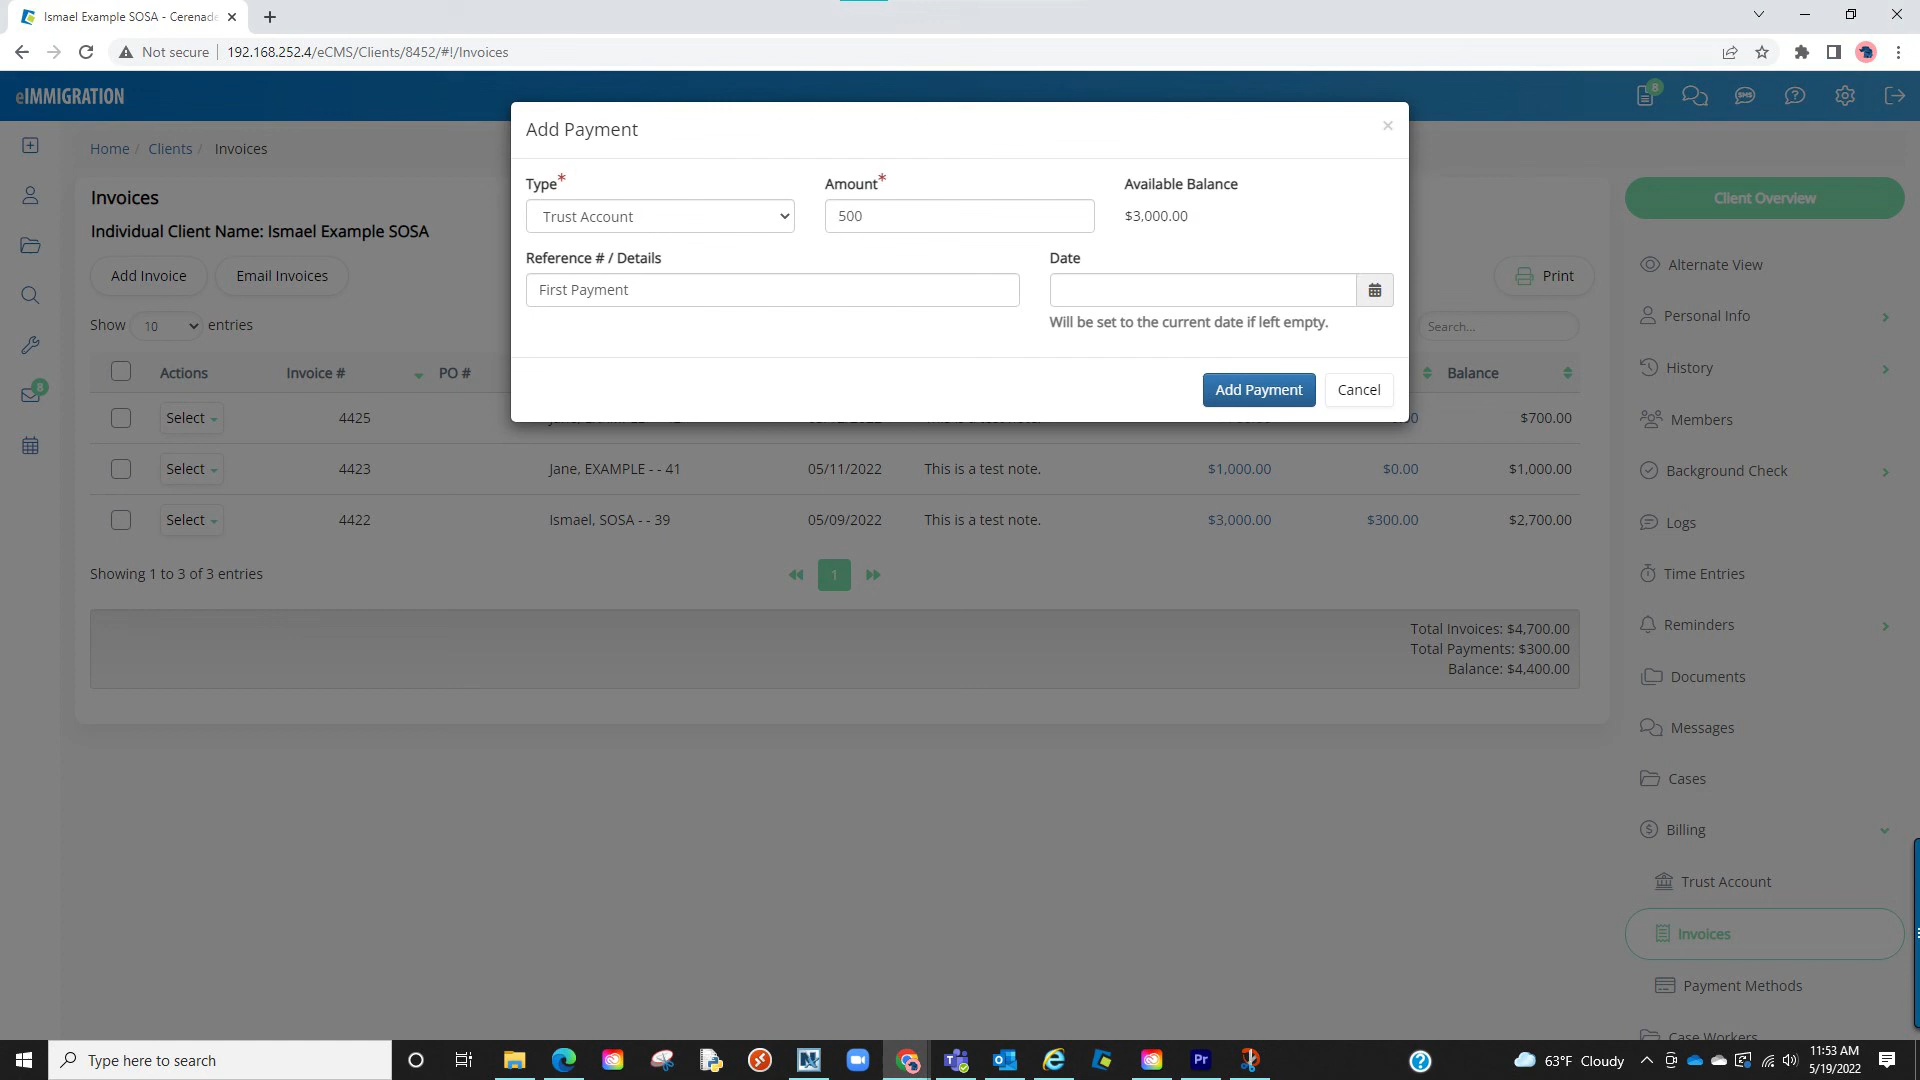 Ismael Example SOSA - Cerenade
Not secure
192.168.252.4/eCMS/Clients/8452/#!/Invoices
eIMMIGRATION
8
SMS
Home / Clients / Invoices
Invoices
Individual Client Name: Ismael Example SOSA
Add Invoice
Email Invoices
Print
Show 10 entries
Search...
Actions Invoice # PO # Balance
Select 4425 $700.00
Select 4423 Jane, EXAMPLE - - 41 05/11/2022 This is a test note. $1,000.00 $0.00 $1,000.00
Select 4422 Ismael, SOSA - - 39 05/09/2022 This is a test note. $3,000.00 $300.00 $2,700.00
Showing 1 to 3 of 3 entries
1
Total Invoices: $4,700.00
Total Payments: $300.00
Balance: $4,400.00
Add Payment
Type*
Trust Account
Amount*
500
Available Balance
$3,000.00
Reference # / Details
First Payment
Date
Will be set to the current date if left empty.
Add Payment
Cancel
8
Client Overview
Alternate View
Personal Info
History
Members
Background Check
Logs
Time Entries
Reminders
Documents
Messages
Cases
Billing
Trust Account
Invoices
Payment Methods
Case Workers
Type here to search
Pr
63°F Cloudy
11:53 AM
5/19/2022